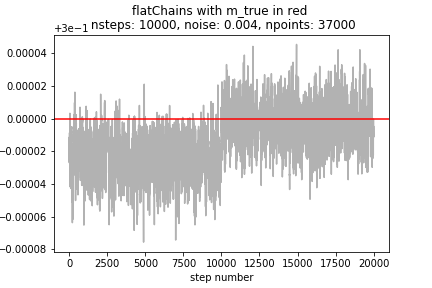 flatChains with m_true in red
+3e−1
nsteps: 10000, noise: 0.004, npoints: 37000
0.00004
0.00002
0.00000
−0.00002
−0.00004
−0.00006
−0.00008
0 2500 5000 7500 10000 12500 15000 17500 20000
step number